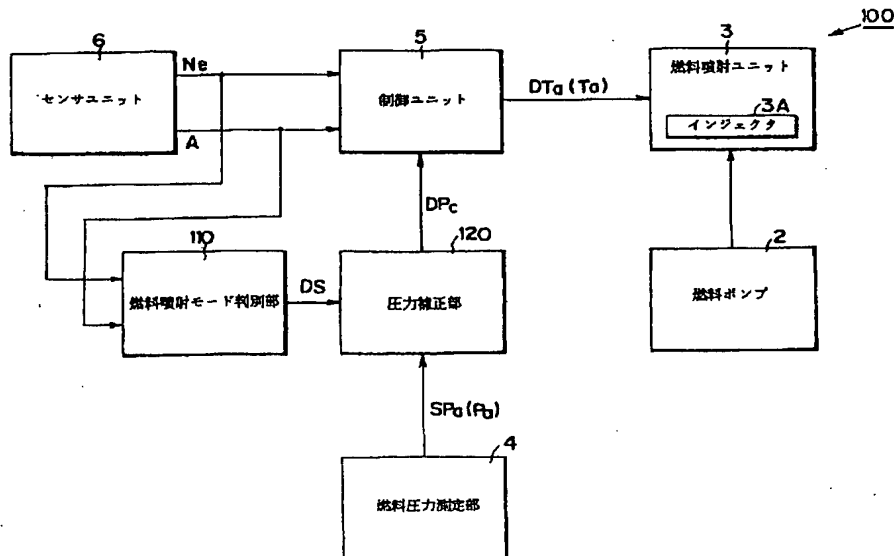 100
6
センサユニット
Ne
A
5
制御ユニット
DTa(Ta)
3
燃料噴射ユニット
3A
インジェクタ
DPc
110
燃料噴射モード判別部
DS
120
圧力補正部
2
燃料ポンプ
SPa(Pa)
4
燃料圧力測定部